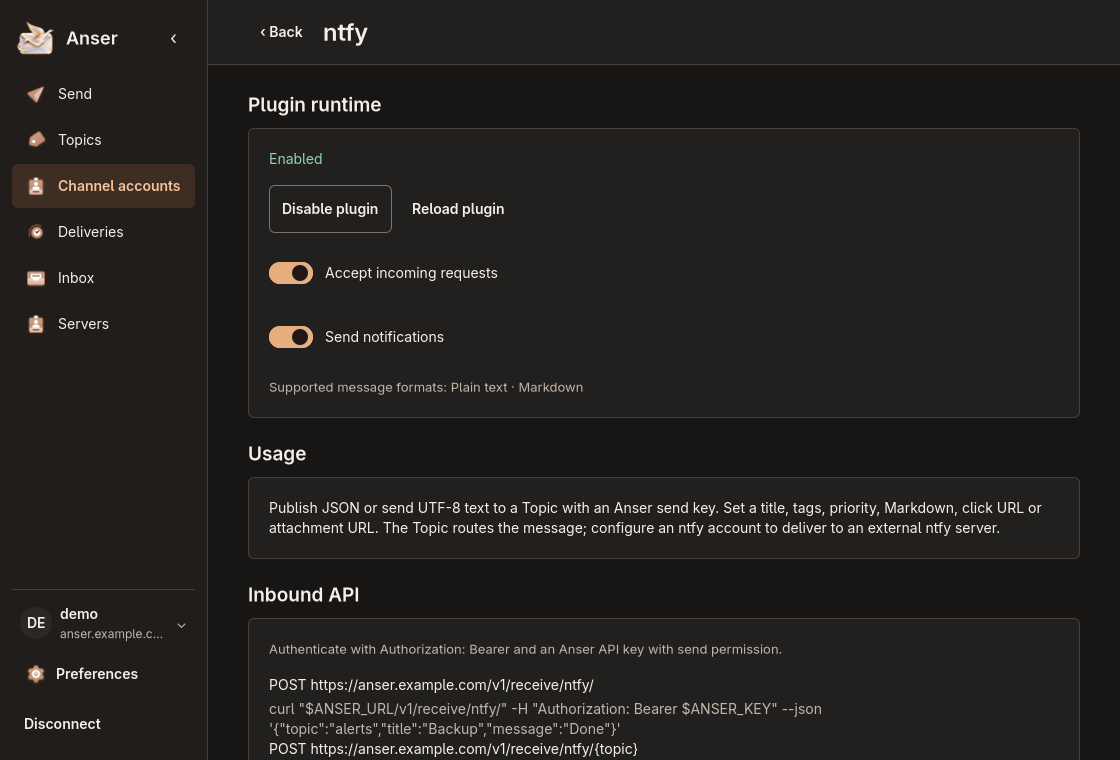 Anser
‹
‹ Back
ntfy
Send
Topics
Channel accounts
Deliveries
Inbox
Servers
DE
demo
anser.example.c...
Preferences
Disconnect
Plugin runtime
Enabled
Disable plugin
Reload plugin
Accept incoming requests
Send notifications
Supported message formats: Plain text · Markdown
Usage
Publish JSON or send UTF-8 text to a Topic with an Anser send key. Set a title, tags, priority, Markdown, click URL or
attachment URL. The Topic routes the message; configure an ntfy account to deliver to an external ntfy server.
Inbound API
Authenticate with Authorization: Bearer and an Anser API key with send permission.
POST https://anser.example.com/v1/receive/ntfy/
curl "$ANSER_URL/v1/receive/ntfy/" -H "Authorization: Bearer $ANSER_KEY" --json
'{"topic":"alerts","title":"Backup","message":"Done"}'
POST https://anser.example.com/v1/receive/ntfy/{topic}